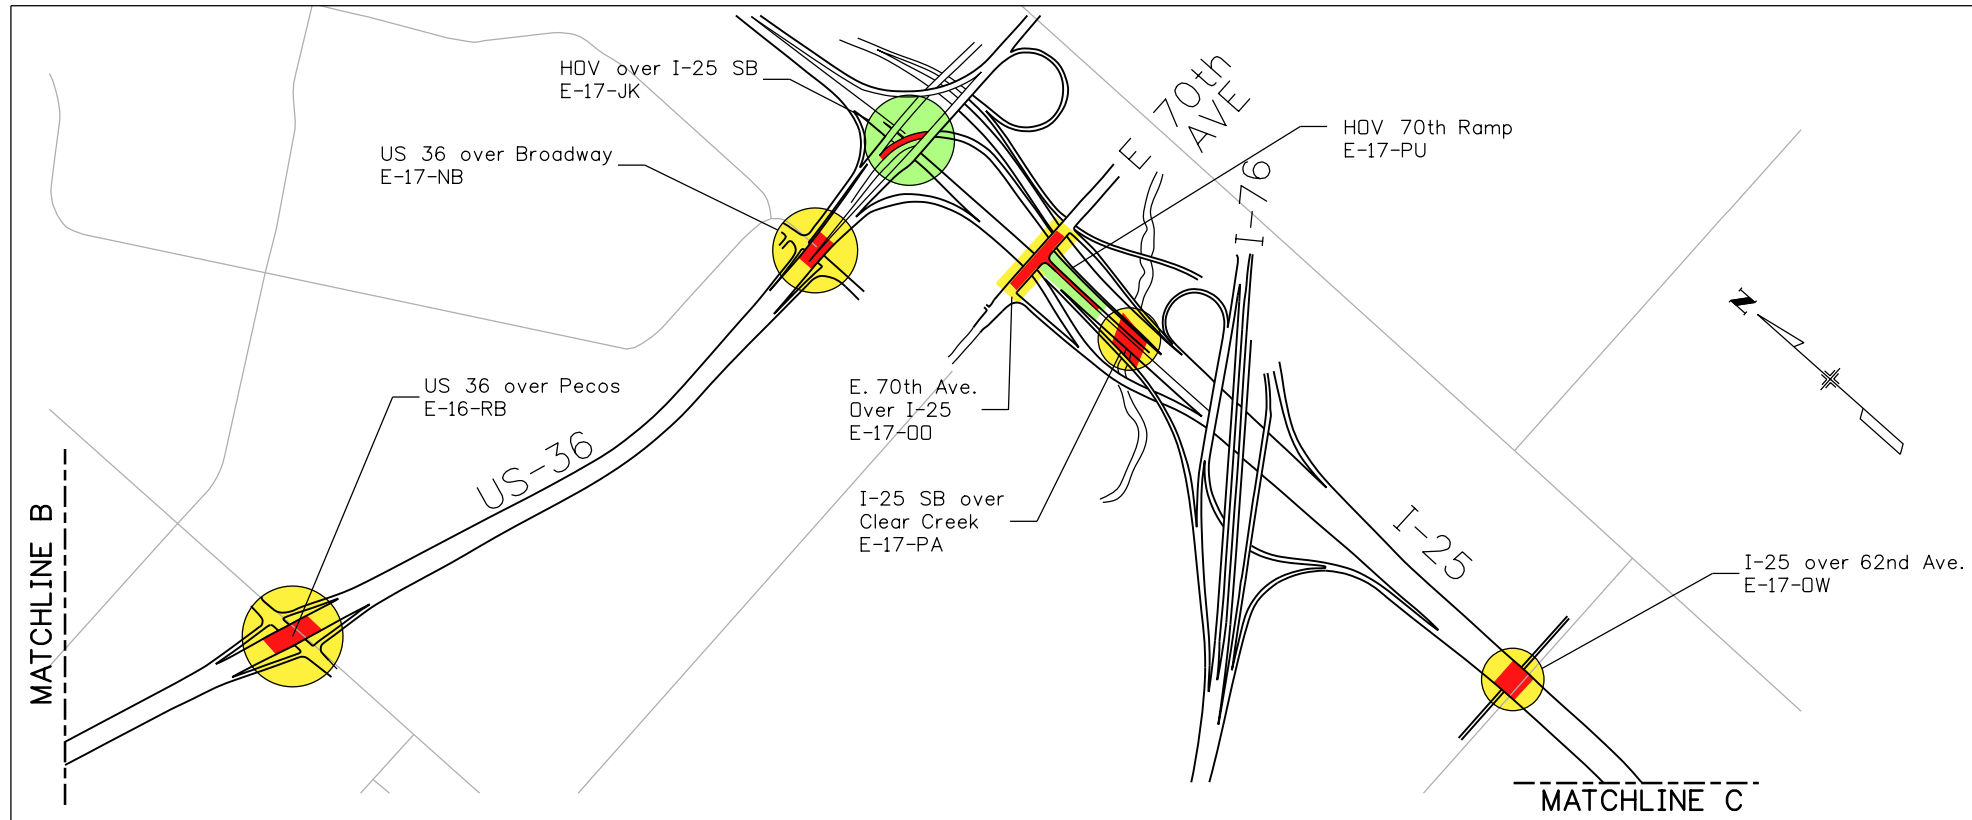 HOV over I-25 SB
E-17-JK
US 36 over Broadway
E-17-NB
E 70th
AVE
HOV 70th Ramp
E-17-PU
I-76
N
US 36 over Pecos
E-16-RB
US-36
E. 70th Ave.
Over I-25
E-17-OO
I-25 SB over
Clear Creek
E-17-PA
I-25
I-25 over 62nd Ave.
E-17-OW
MATCHLINE B
MATCHLINE C